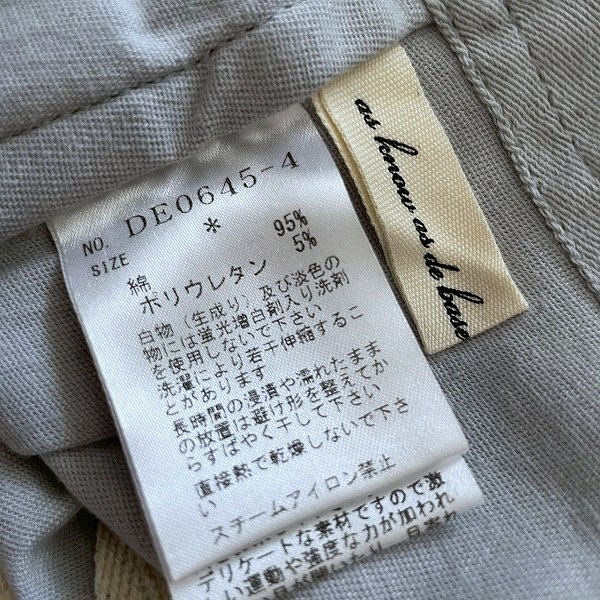 NO. DE0645-4
SIZE *
綿 95%
ポリウレタン 5%
白物(生成り)及び淡色の
物には蛍光増白剤入り洗剤
を使用しないで下さい
洗濯により若干伸縮するこ
とがあります
長時間の浸漬や濡れたまま
の放置は避け形を整えてか
らすばやく干して下さい
直接熱で乾燥しないで下さ
い
スチームアイロン禁止
デリケートな素材ですので激
しい運動や強度な力が加われ
as know as de base